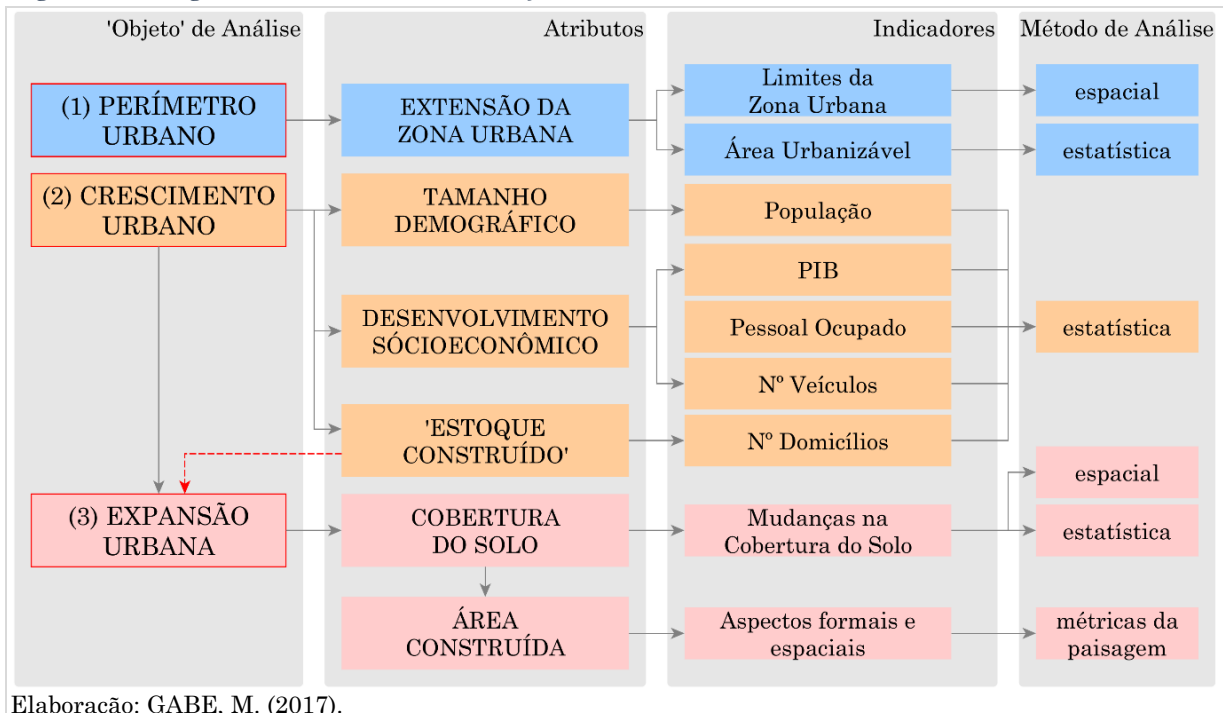 'Objeto' de Análise
Atributos
Indicadores
Método de Análise
(1) PERÍMETRO
URBANO
EXTENSÃO DA
ZONA URBANA
Limites da
Zona Urbana
espacial
Área Urbanizável
estatística
(2) CRESCIMENTO
URBANO
TAMANHO
DEMOGRÁFICO
População
PIB
DESENVOLVIMENTO
SÓCIOECONÔMICO
Pessoal Ocupado
estatística
Nº Veículos
'ESTOQUE
CONSTRUÍDO'
Nº Domicílios
(3) EXPANSÃO
URBANA
COBERTURA
DO SOLO
Mudanças na
Cobertura do Solo
espacial
estatística
ÁREA
CONSTRUÍDA
Aspectos formais e
espaciais
métricas da
paisagem
Elaboração: GABE, M. (2017).